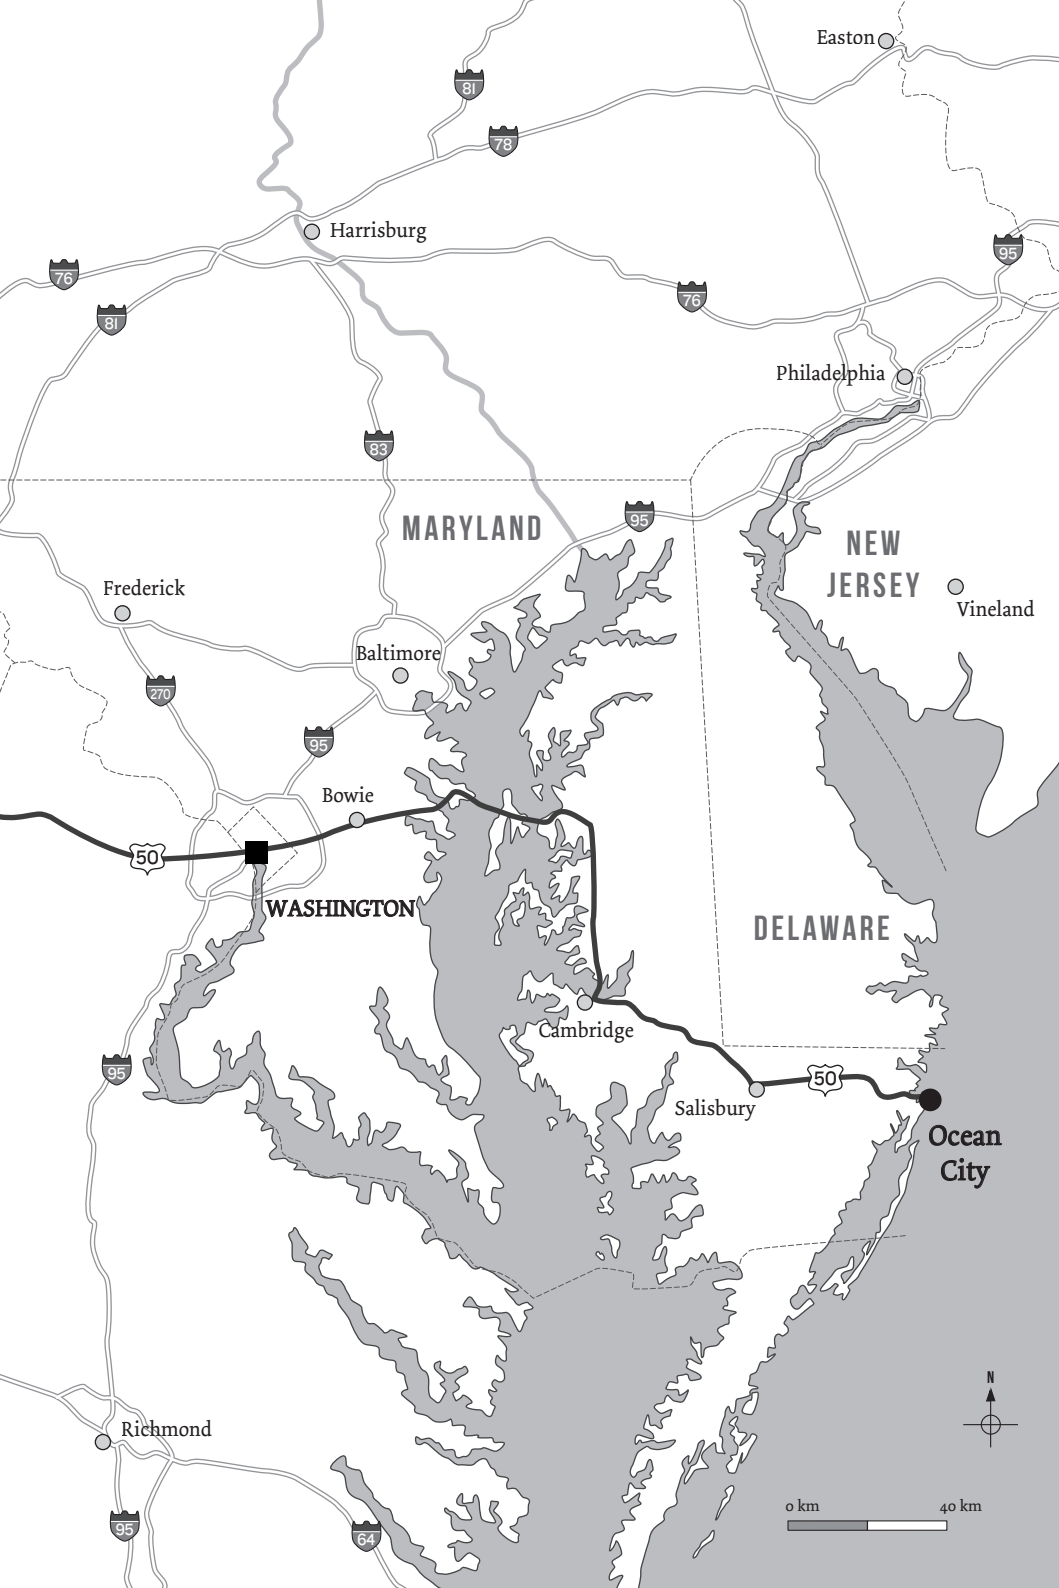 Easton
81
78
Harrisburg
95
76
76
81
Philadelphia
83
95
MARYLAND
NEW
JERSEY
Frederick
Vineland
Baltimore
270
95
Bowie
50
WASHINGTON
DELAWARE
Cambridge
95
50
Salisbury
Ocean
City
N
Richmond
0 km
40 km
95
64